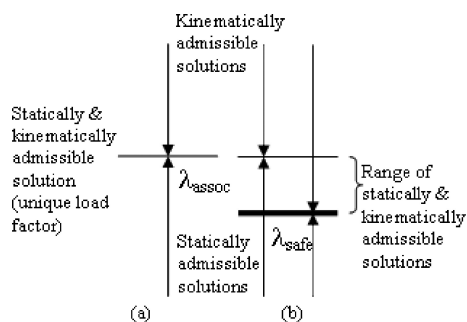 Kinematically
admissible
solutions
Statically &
kinematically
admissible
solution
(unique load
factor)
λassoc
Range of
statically &
kinematically
admissible
solutions
Statically
admissible
solutions
λsafe
(a)
(b)